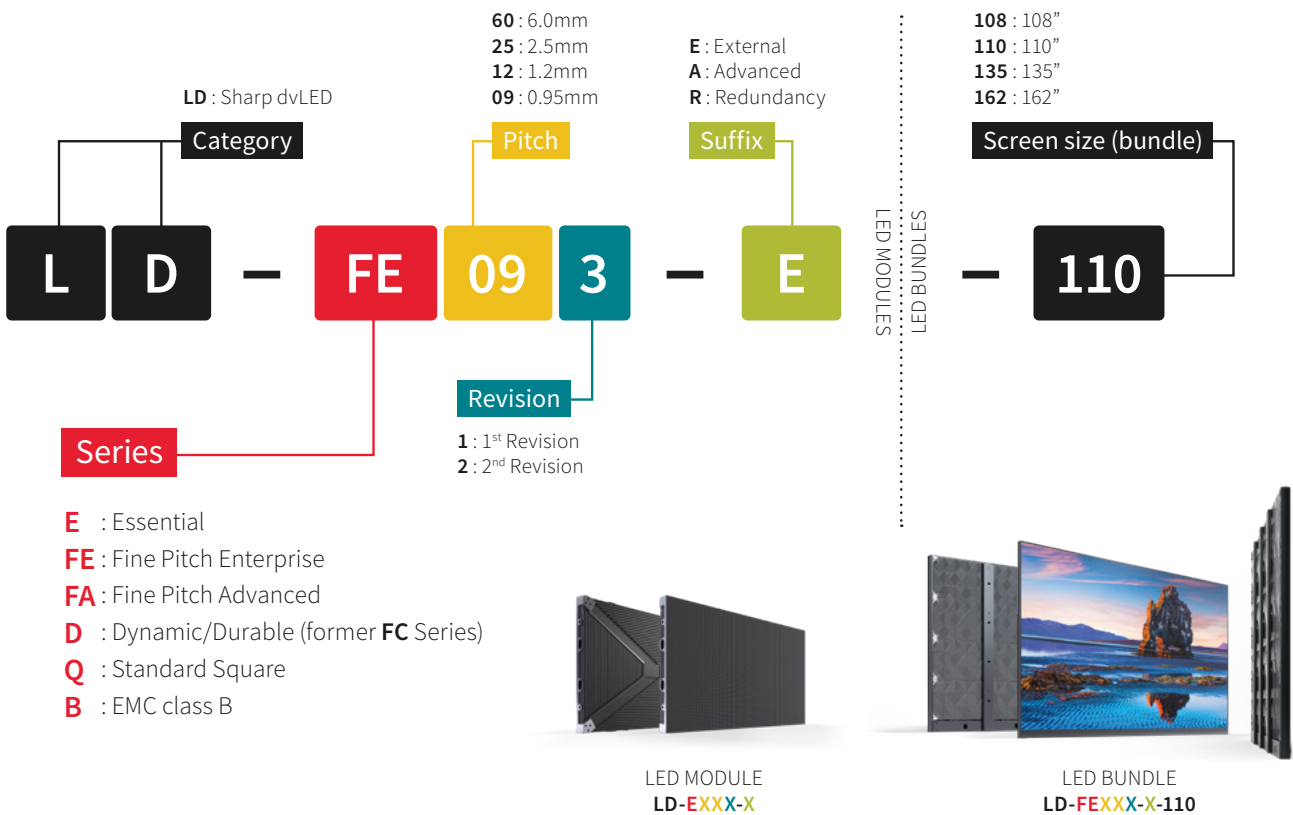 60 : 6.0mm
25 : 2.5mm
12 : 1.2mm
09 : 0.95mm
E : External
A : Advanced
R : Redundancy
108 : 108”
110 : 110”
135 : 135”
162 : 162”
LD : Sharp dvLED
Category
Pitch
Suffix
Screen size (bundle)
L D – FE 09 3 – E – 110
LED MODULES
LED BUNDLES
Revision
1 : 1st Revision
2 : 2nd Revision
Series
E : Essential
FE : Fine Pitch Enterprise
FA : Fine Pitch Advanced
D : Dynamic/Durable (former FC Series)
Q : Standard Square
B : EMC class B
LED MODULE
LD-EXXX-X
LED BUNDLE
LD-FEXXX-X-110